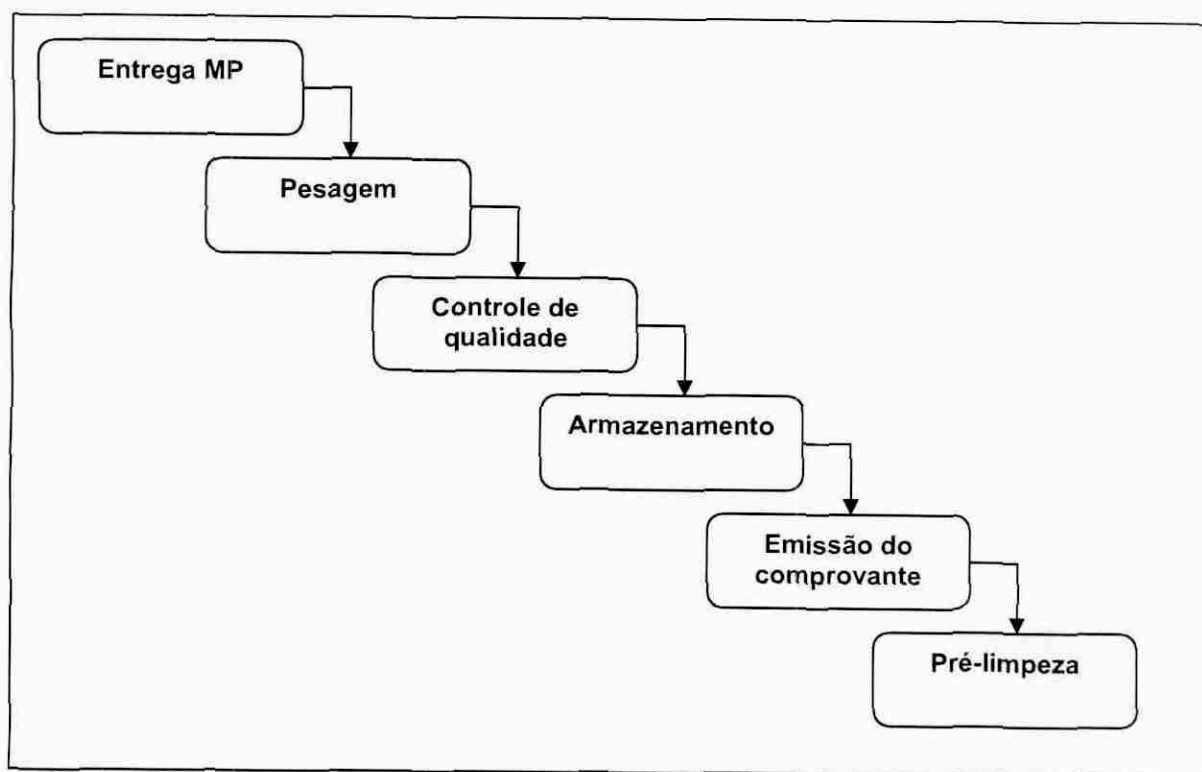 Entrega MP
Pesagem
Controle de
qualidade
Armazenamento
Emissão do
comprovante
Pré-limpeza